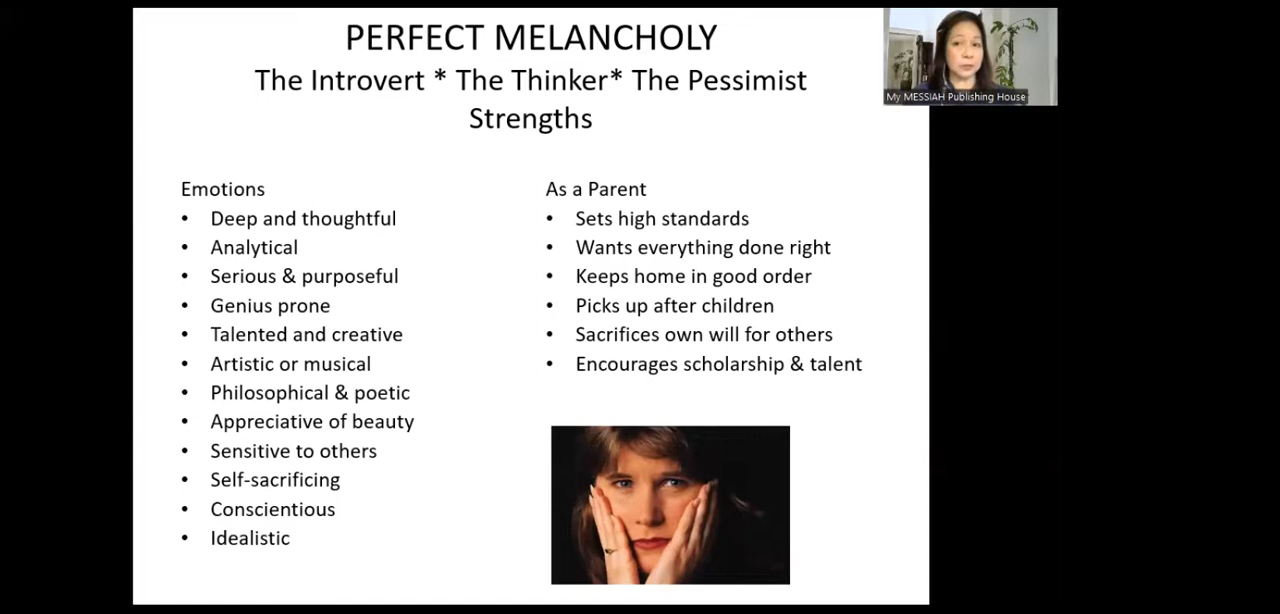 PERFECT MELANCHOLY
The Introvert * The Thinker* The Pessimist
Strengths
My MESSIAH Publishing House
Emotions
• Deep and thoughtful
• Analytical
• Serious & purposeful
• Genius prone
• Talented and creative
• Artistic or musical
• Philosophical & poetic
• Appreciative of beauty
• Sensitive to others
• Self-sacrificing
• Conscientious
• Idealistic
As a Parent
• Sets high standards
• Wants everything done right
• Keeps home in good order
• Picks up after children
• Sacrifices own will for others
• Encourages scholarship & talent